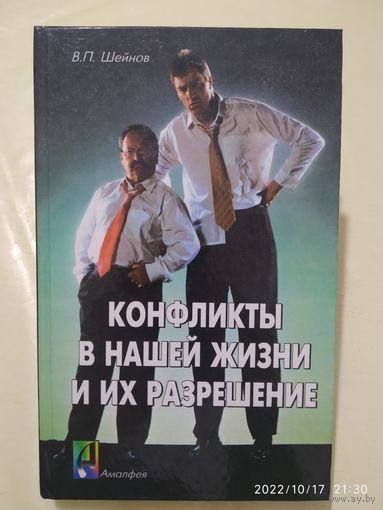 В.П. Шейнов
КОНФЛИКТЫ
В НАШЕЙ ЖИЗНИ
И ИХ РАЗРЕШЕНИЕ
Амалфея
2022/10/17 21:30
www.ay.by